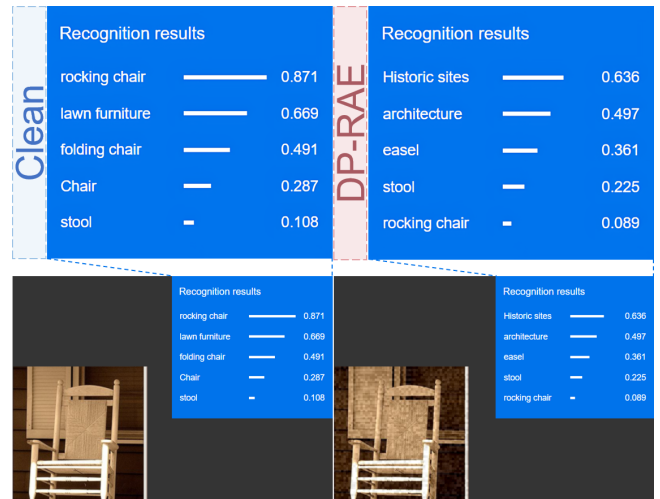 Clean
Recognition results
rocking chair 0.871
lawn furniture 0.669
folding chair 0.491
Chair 0.287
stool 0.108
DP-RAE
Recognition results
Historic sites 0.636
architecture 0.497
easel 0.361
stool 0.225
rocking chair 0.089
Recognition results
rocking chair 0.871
lawn furniture 0.669
folding chair 0.491
Chair 0.287
stool 0.108
Recognition results
Historic sites 0.636
architecture 0.497
easel 0.361
stool 0.225
rocking chair 0.089